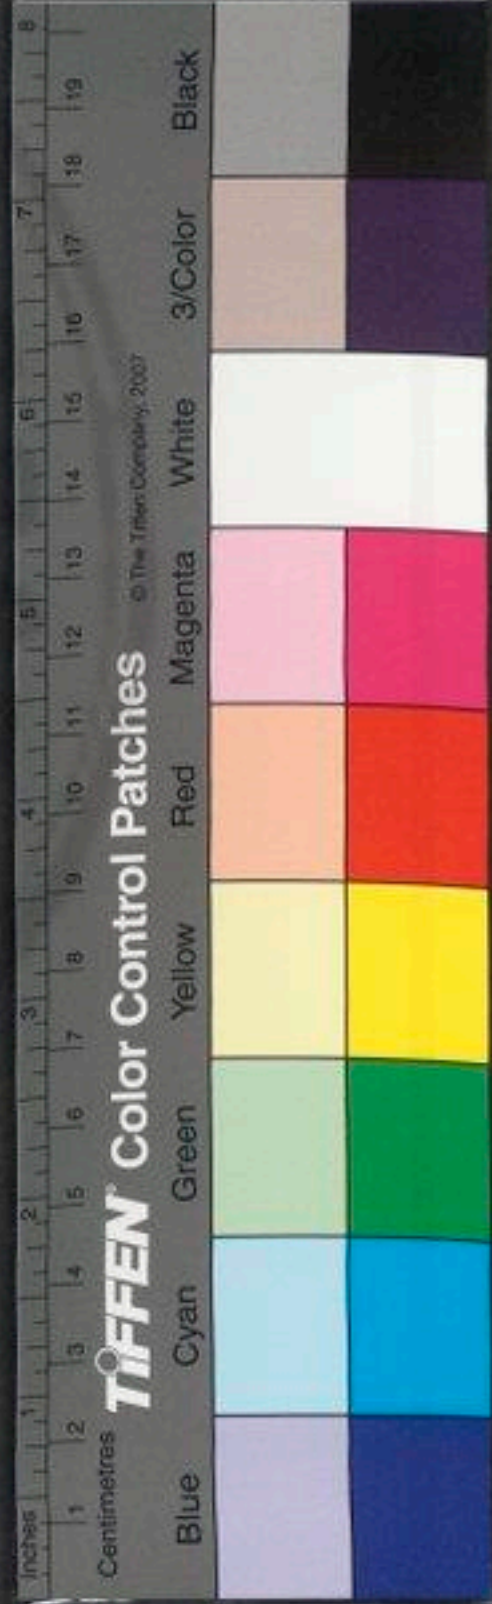 Inches 1 2 3 4 5 6 7 8
Centimetres 1 2 3 4 5 6 7 8 9 10 11 12 13 14 15 16 17 18 19
TIFFEN® Color Control Patches © The Tiffen Company, 2007
Blue Cyan Green Yellow Red Magenta White 3/Color Black